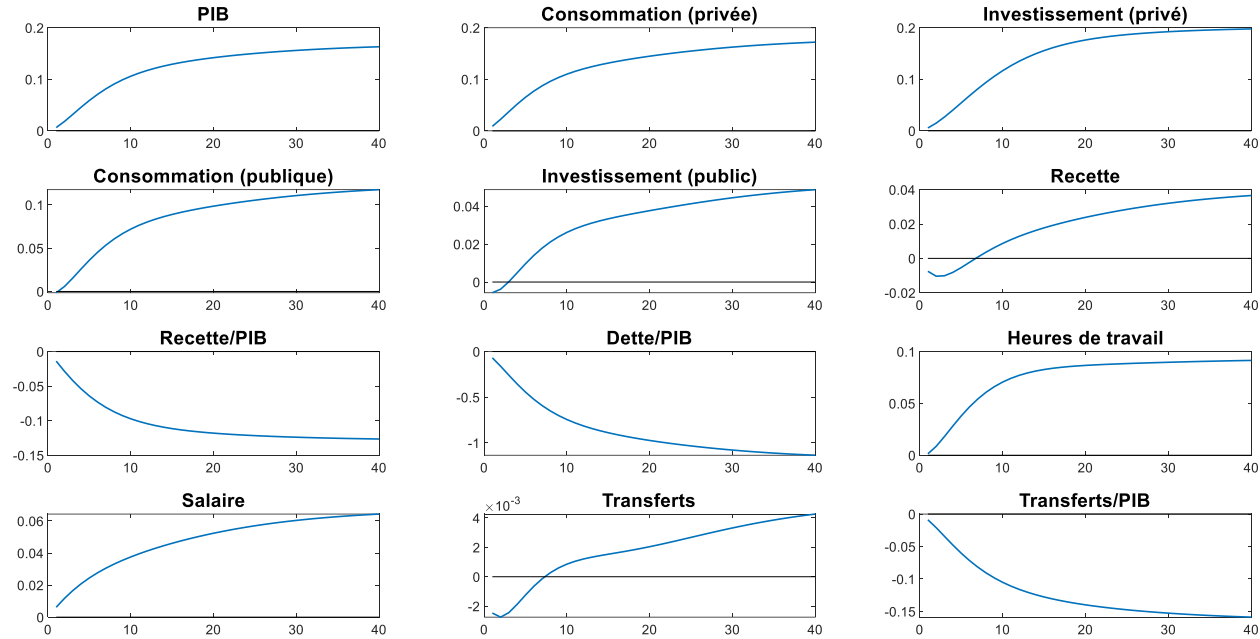 PIB
Consommation (privée)
Investissement (privé)
0.2
0.1
0
0 10 20 30 40
0.2
0.1
0
0 10 20 30 40
0.2
0.1
0
0 10 20 30 40
Consommation (publique)
Investissement (public)
Recette
0.1
0.05
0
0 10 20 30 40
0.04
0.02
0
0 10 20 30 40
0.04
0.02
0
-0.02
0 10 20 30 40
Recette/PIB
Dette/PIB
Heures de travail
0
-0.05
-0.1
-0.15
0 10 20 30 40
0
-0.5
-1
0 10 20 30 40
0.1
0.05
0
0 10 20 30 40
Salaire
Transferts
Transferts/PIB
0.06
0.04
0.02
0
0 10 20 30 40
×10-3
4
2
0
-2
0 10 20 30 40
0
-0.05
-0.1
-0.15
0 10 20 30 40